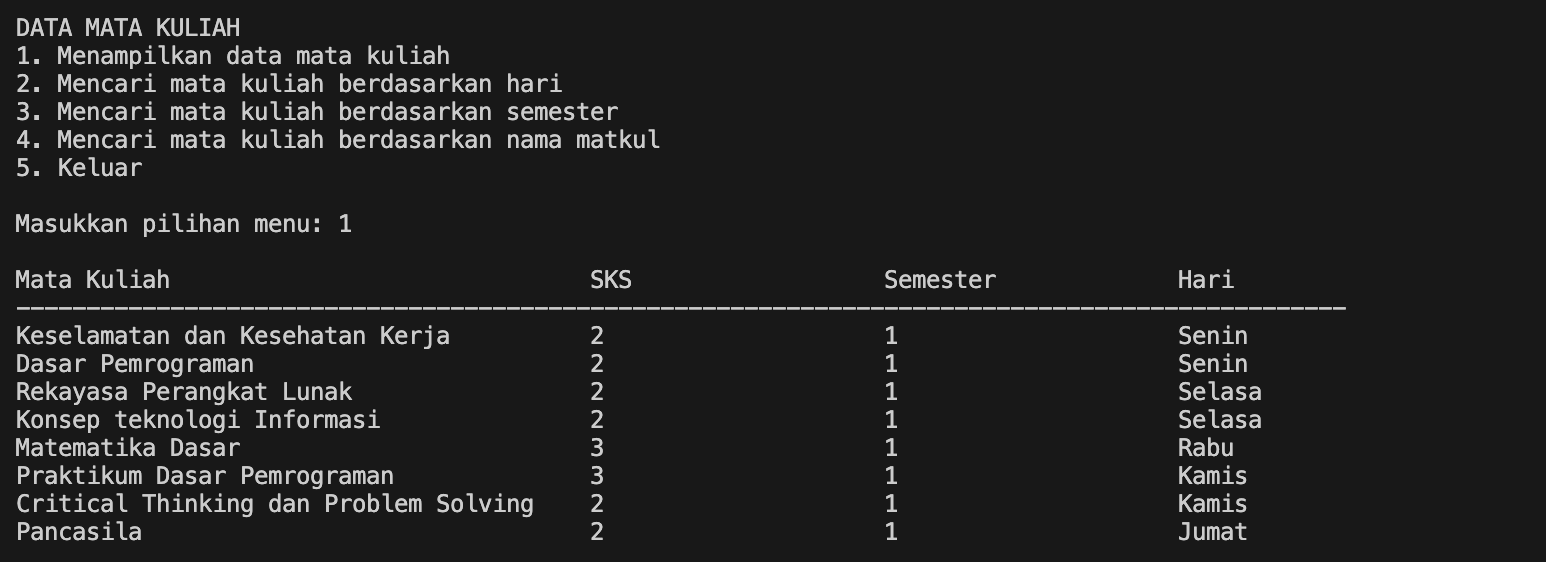 DATA MATA KULIAH
1. Menampilkan data mata kuliah
2. Mencari mata kuliah berdasarkan hari
3. Mencari mata kuliah berdasarkan semester
4. Mencari mata kuliah berdasarkan nama matkul
5. Keluar
Masukkan pilihan menu: 1
Mata Kuliah SKS Semester Hari
-----------------------------------------------------------------------------------------------
Keselamatan dan Kesehatan Kerja 2 1 Senin
Dasar Pemrograman 2 1 Senin
Rekayasa Perangkat Lunak 2 1 Selasa
Konsep teknologi Informasi 2 1 Selasa
Matematika Dasar 3 1 Rabu
Praktikum Dasar Pemrograman 3 1 Kamis
Critical Thinking dan Problem Solving 2 1 Kamis
Pancasila 2 1 Jumat